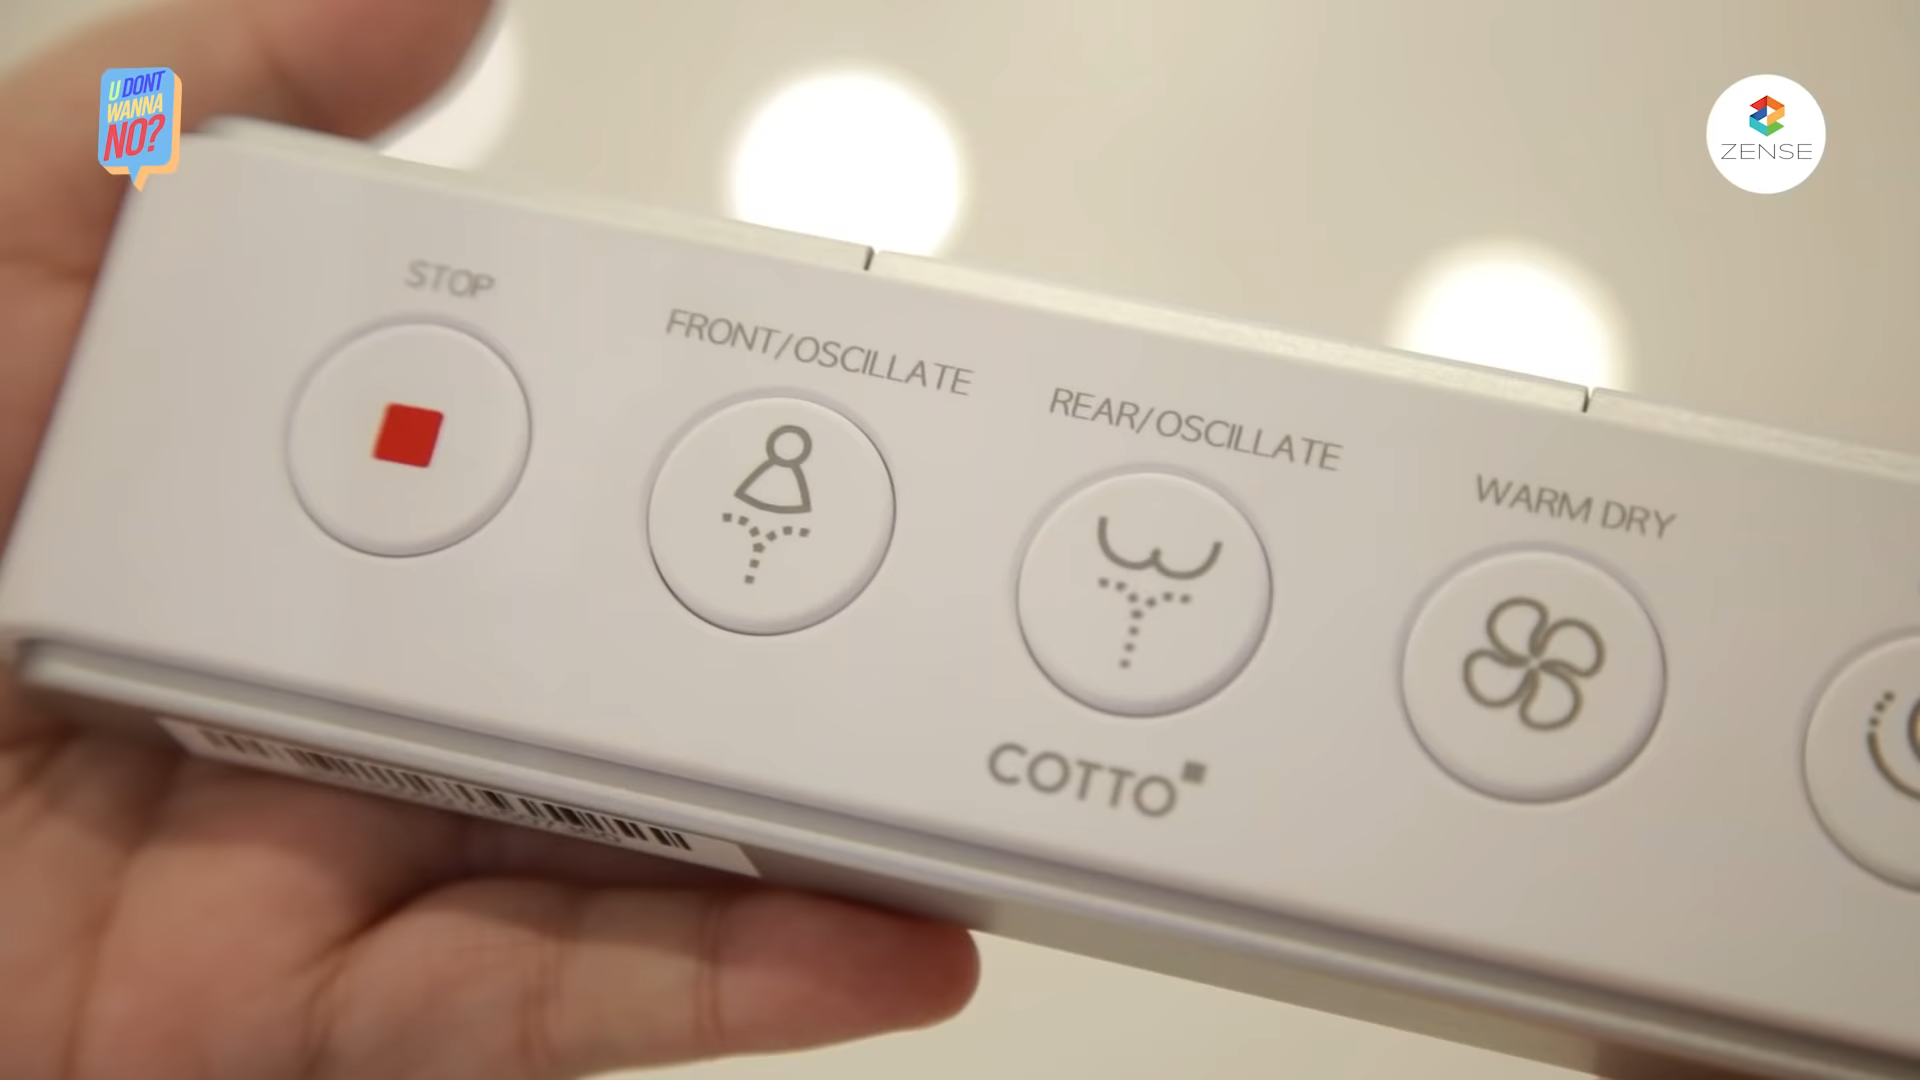 U DONT
WANNA
NO?
ZENSE
STOP
FRONT/OSCILLATE
REAR/OSCILLATE
WARM DRY
COTTO